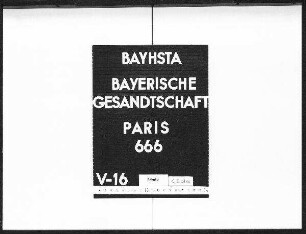 BAYHSTA
BAYERISCHE
GESANDTSCHAFT
PARIS
666
V-16